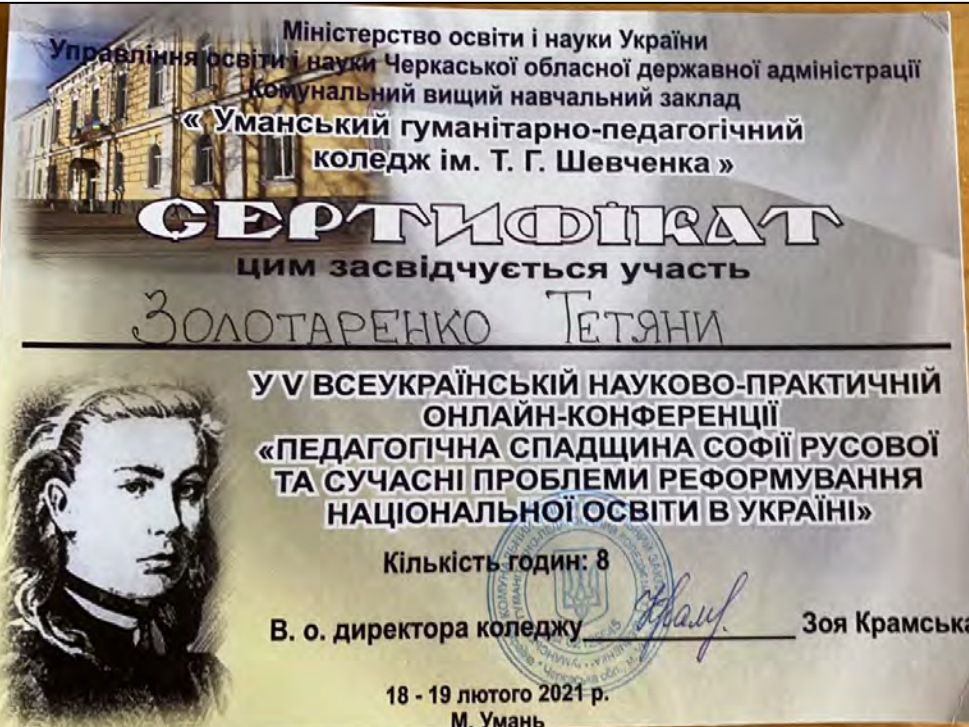 Міністерство освіти і науки України
Управління освіти і науки Черкаської обласної державної адміністрації
Комунальний вищий навчальний заклад
« Уманський гуманітарно-педагогічний
коледж ім. Т. Г. Шевченка »
СЕРТИФІКАТ
цим засвідчується участь
ЗОЛОТАРЕНКО ТЕТЯНИ
У V ВСЕУКРАЇНСЬКІЙ НАУКОВО-ПРАКТИЧНІЙ
ОНЛАЙН-КОНФЕРЕНЦІЇ
«ПЕДАГОГІЧНА СПАДЩИНА СОФІЇ РУСОВОЇ
ТА СУЧАСНІ ПРОБЛЕМИ РЕФОРМУВАННЯ
НАЦІОНАЛЬНОЇ ОСВІТИ В УКРАЇНІ»
Кількість годин: 8
В. о. директора коледжу Зоя Крамська
18 - 19 лютого 2021 р.
М. Умань